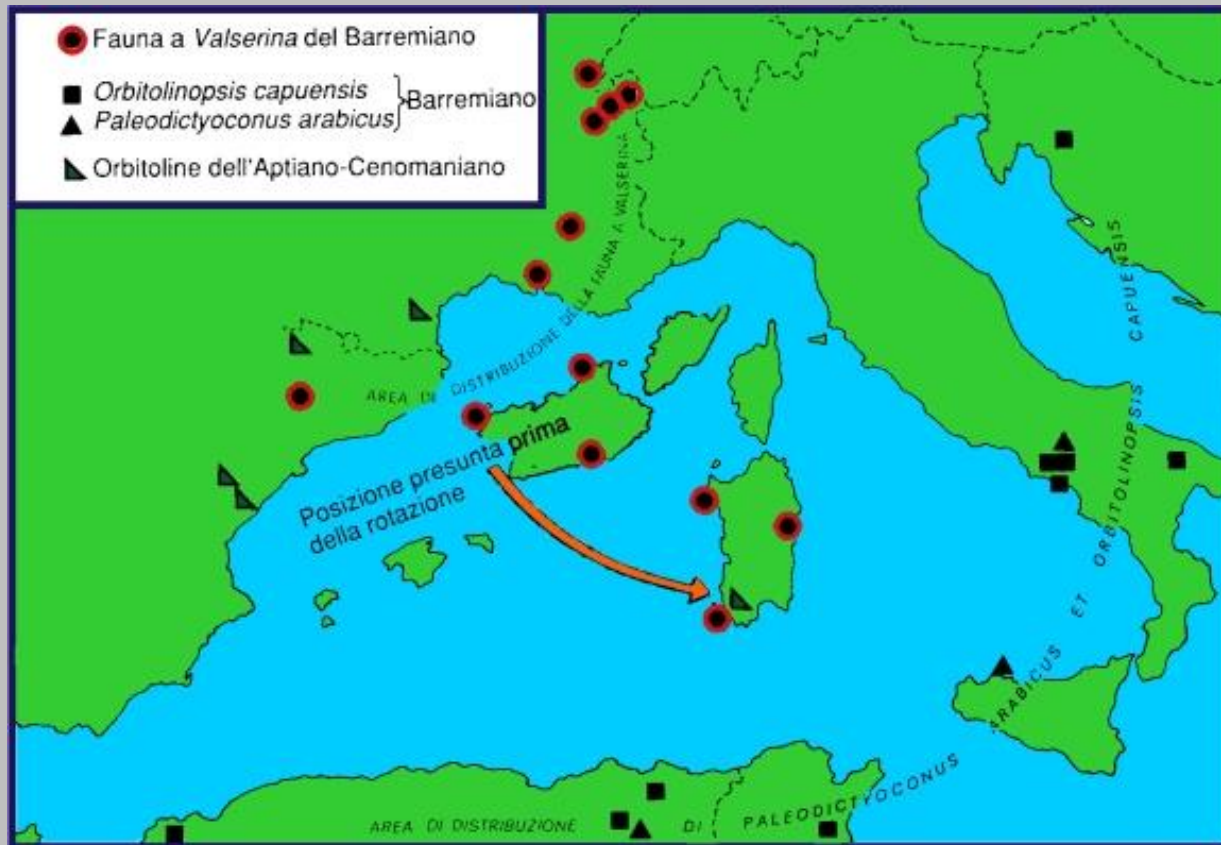 Fauna a Valserina del Barremiano
Orbitolinopsis capuensis
Paleodictyoconus arabicus
Barremiano
Orbitoline dell'Aptiano-Cenomaniano
AREA DI DISTRIBUZIONE DELLA FAUNA A VALSERINA
Posizione presunta prima
della rotazione
AREA DI DISTRIBUZIONE DI PALEODICTYOCONUS ARABICUS ET ORBITOLINOPSIS CAPUENSIS